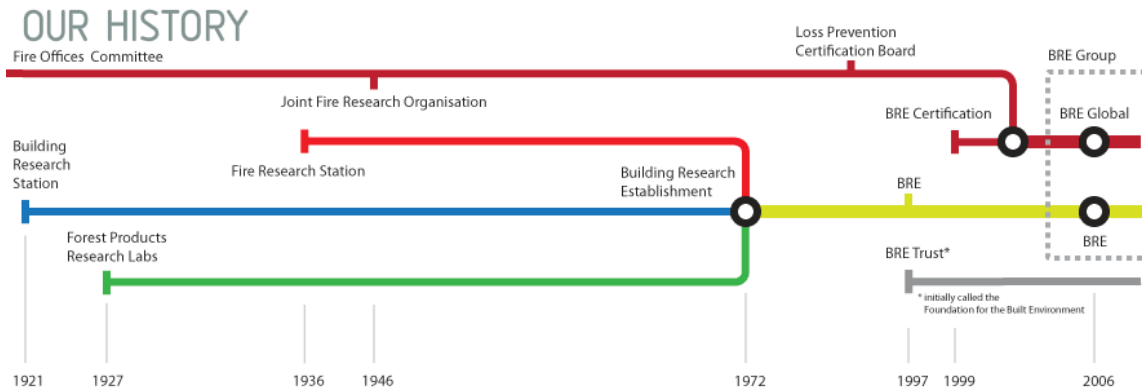 OUR HISTORY
Fire Offices Committee
Loss Prevention
Certification Board
BRE Group
Joint Fire Research Organisation
BRE Certification
BRE Global
Building
Research
Station
Fire Research Station
Building Research
Establishment
BRE
Forest Products
Research Labs
BRE Trust*
BRE
* initially called the
Foundation for the Built Environment
1921
1927
1936
1946
1972
1997
1999
2006